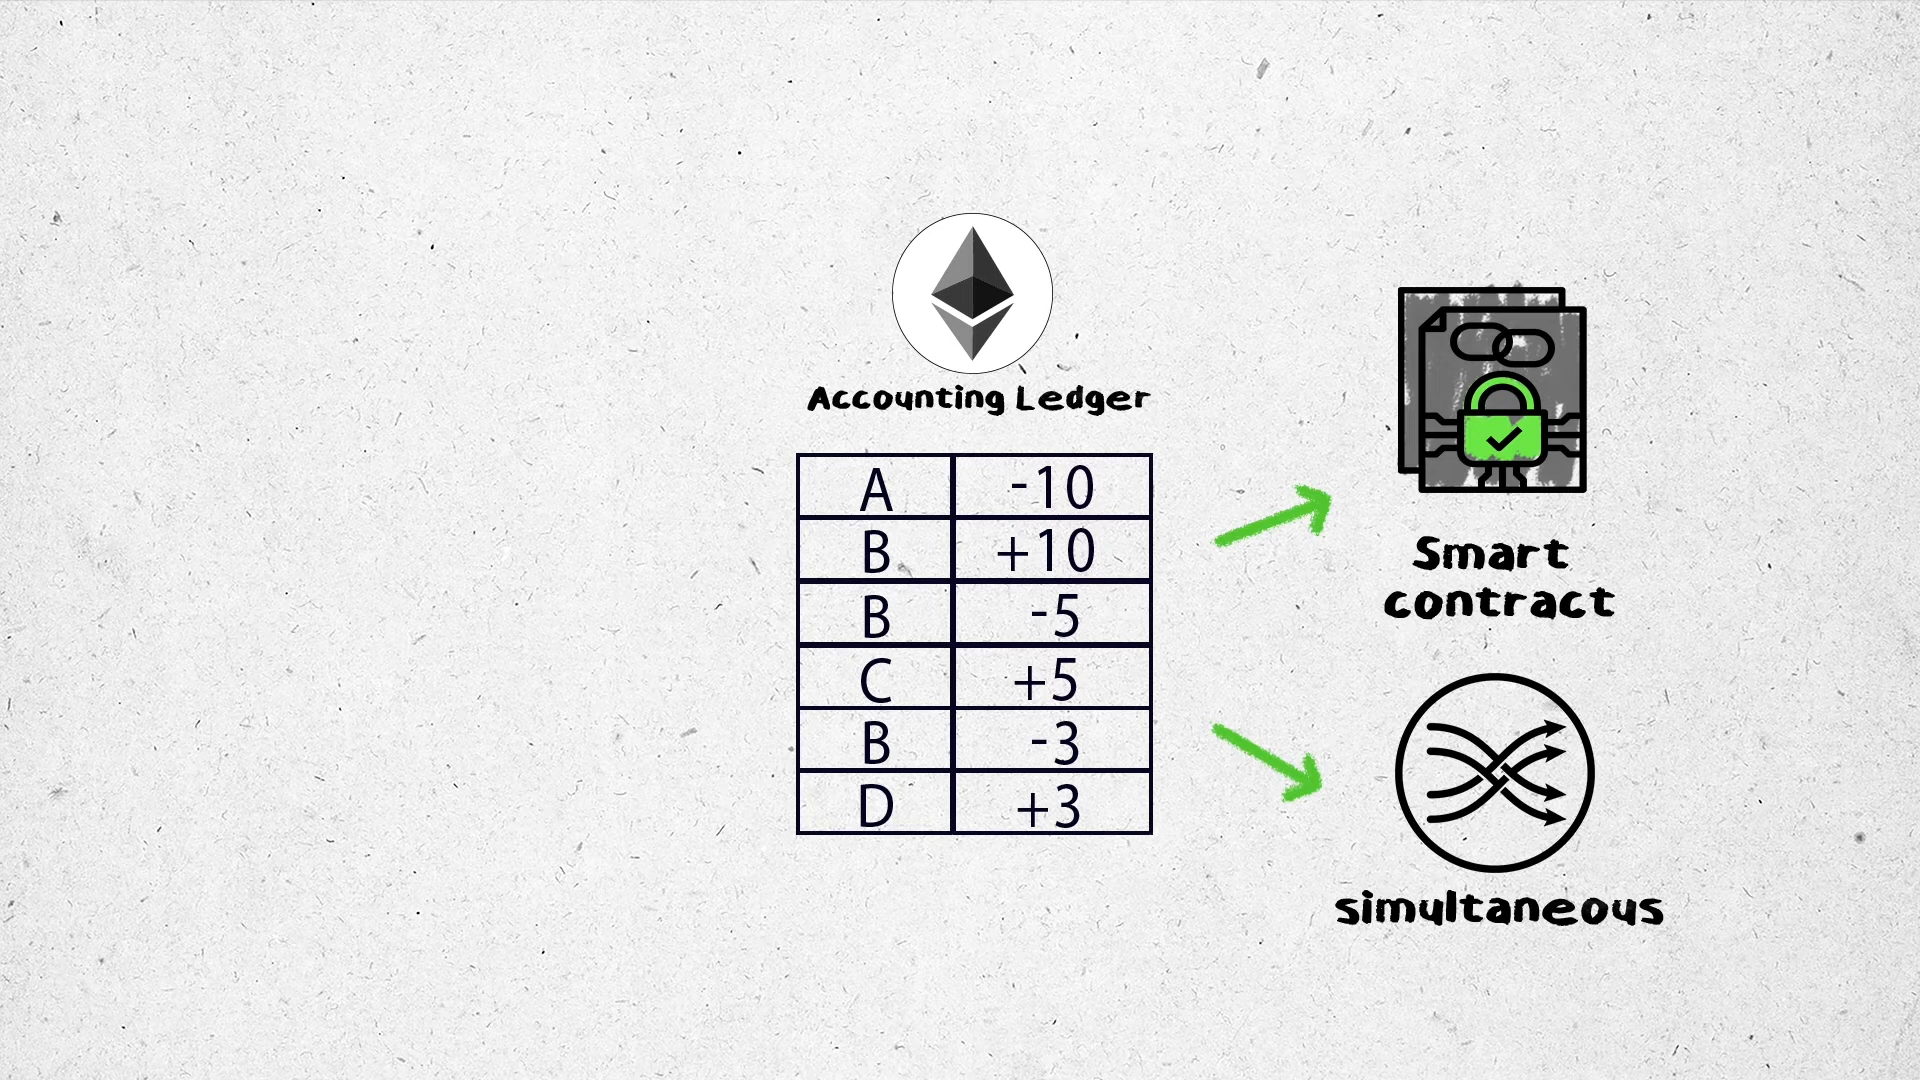 Accounting Ledger
A -10
B +10
B -5
C +5
B -3
D +3
Smart
contract
simultaneous